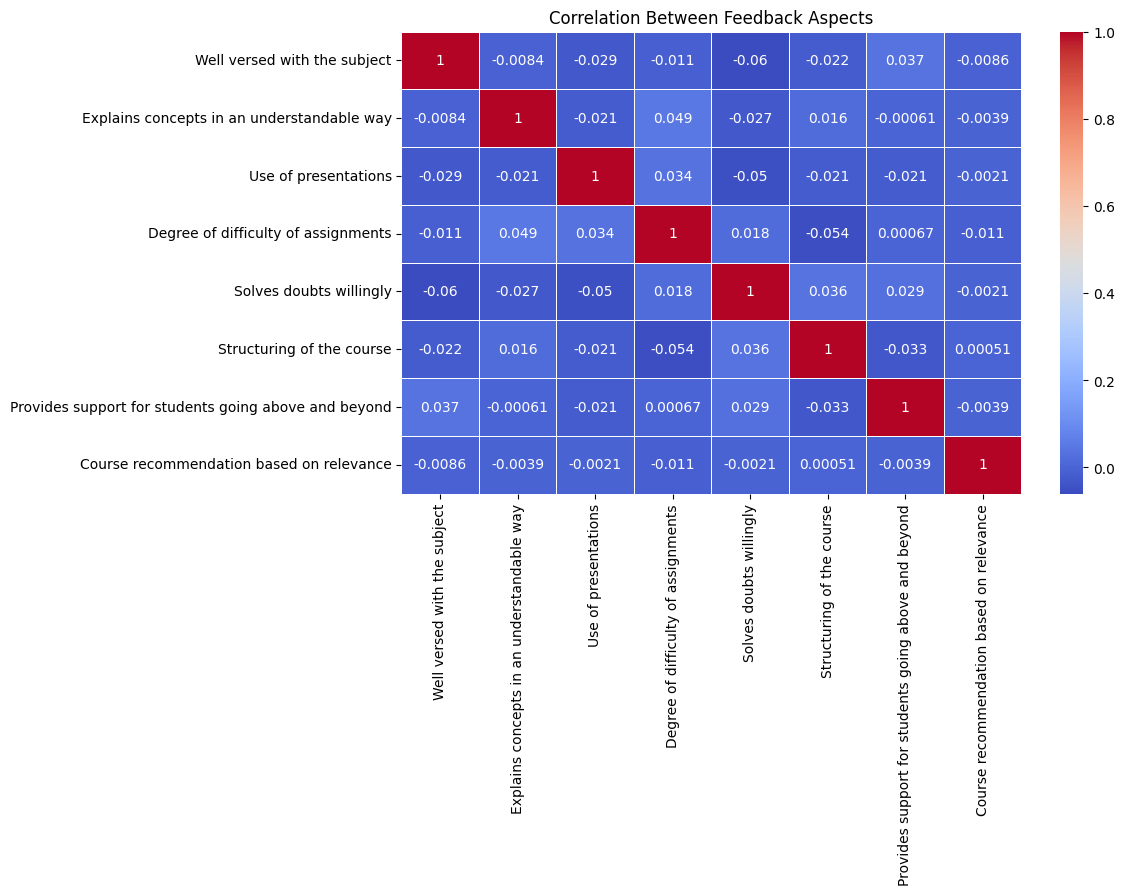 Correlation Between Feedback Aspects
Well versed with the subject
1 -0.0084 -0.029 -0.011 -0.06 -0.022 0.037 -0.0086
Explains concepts in an understandable way
-0.0084 1 -0.021 0.049 -0.027 0.016 -0.00061 -0.0039
Use of presentations
-0.029 -0.021 1 0.034 -0.05 -0.021 -0.021 -0.0021
Degree of difficulty of assignments
-0.011 0.049 0.034 1 0.018 -0.054 0.00067 -0.011
Solves doubts willingly
-0.06 -0.027 -0.05 0.018 1 0.036 0.029 -0.0021
Structuring of the course
-0.022 0.016 -0.021 -0.054 0.036 1 -0.033 0.00051
Provides support for students going above and beyond
0.037 -0.00061 -0.021 0.00067 0.029 -0.033 1 -0.0039
Course recommendation based on relevance
-0.0086 -0.0039 -0.0021 -0.011 -0.0021 0.00051 -0.0039 1
Well versed with the subject
Explains concepts in an understandable way
Use of presentations
Degree of difficulty of assignments
Solves doubts willingly
Structuring of the course
Provides support for students going above and beyond
Course recommendation based on relevance
1.0
0.8
0.6
0.4
0.2
0.0